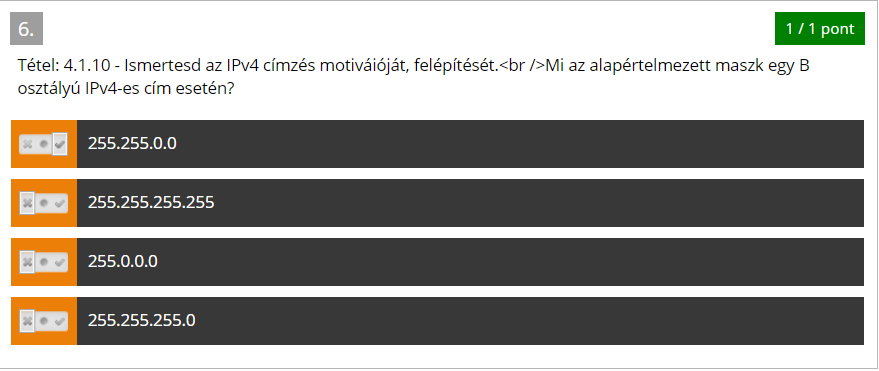 6.
1 / 1 pont
Tétel: 4.1.10 - Ismertesd az IPv4 címzés motiváióját, felépítését.<br />Mi az alapértelmezett maszk egy B
osztályú IPv4-es cím esetén?
255.255.0.0
255.255.255.255
255.0.0.0
255.255.255.0